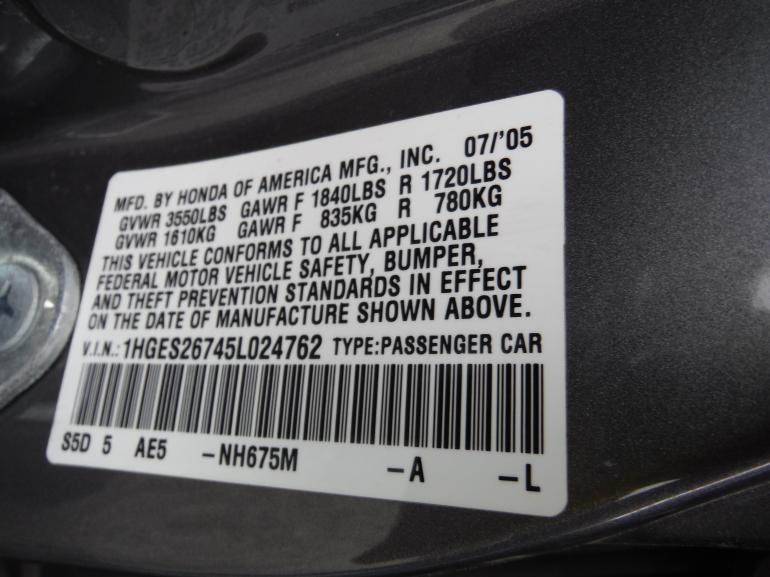 MFD. BY HONDA OF AMERICA MFG., INC. 07/'05
GVWR 3550LBS GAWR F 1840LBS R 1720LBS
GVWR 1610KG GAWR F 835KG R 780KG
THIS VEHICLE CONFORMS TO ALL APPLICABLE
FEDERAL MOTOR VEHICLE SAFETY, BUMPER,
AND THEFT PREVENTION STANDARDS IN EFFECT
ON THE DATE OF MANUFACTURE SHOWN ABOVE.
V.I.N.: 1HGES26745L024762 TYPE:PASSENGER CAR
S5D 5 AE5 -NH675M -A -L